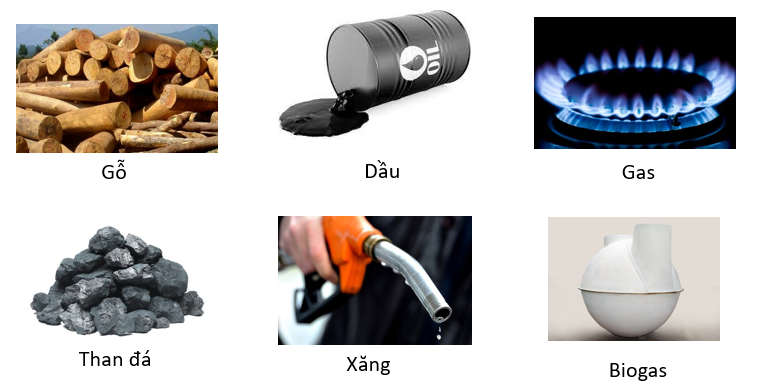 OIL
Gỗ
Dầu
Gas
Than đá
Xăng
Biogas